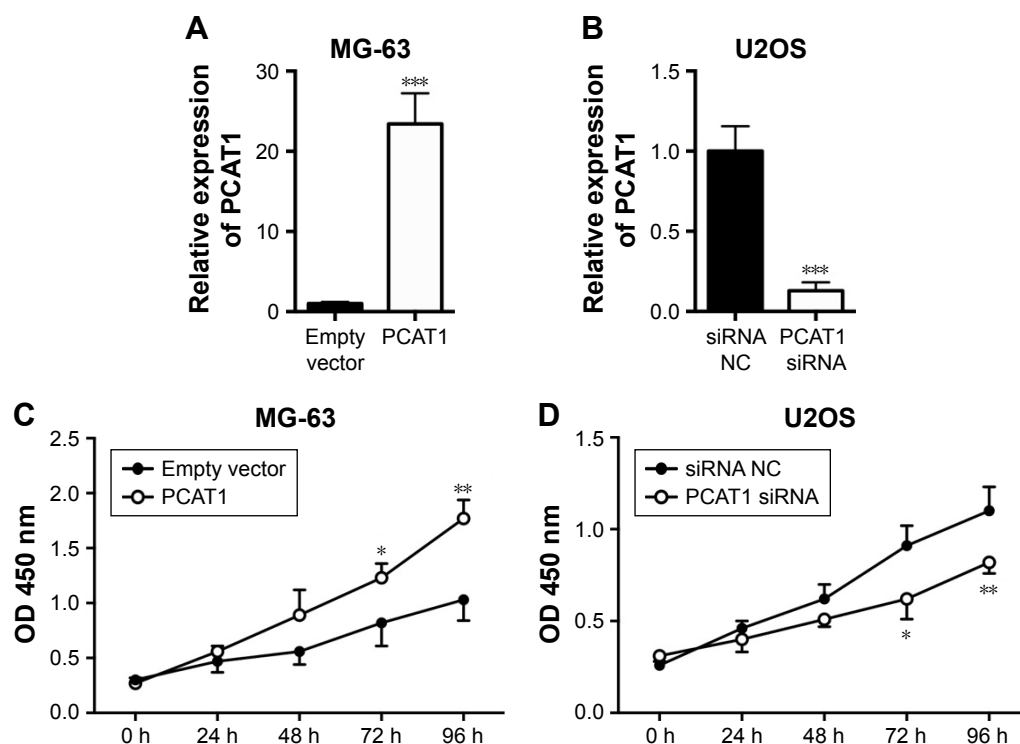 A
MG-63
Relative expression
of PCAT1
30
20
10
0
***
Empty
vector
PCAT1
B
U2OS
Relative expression
of PCAT1
1.5
1.0
0.5
0.0
***
siRNA
NC
PCAT1
siRNA
C
MG-63
OD 450 nm
2.5
2.0
1.5
1.0
0.5
0.0
Empty vector
PCAT1
*
**
0 h
24 h
48 h
72 h
96 h
D
U2OS
OD 450 nm
1.5
1.0
0.5
0.0
siRNA NC
PCAT1 siRNA
*
**
0 h
24 h
48 h
72 h
96 h